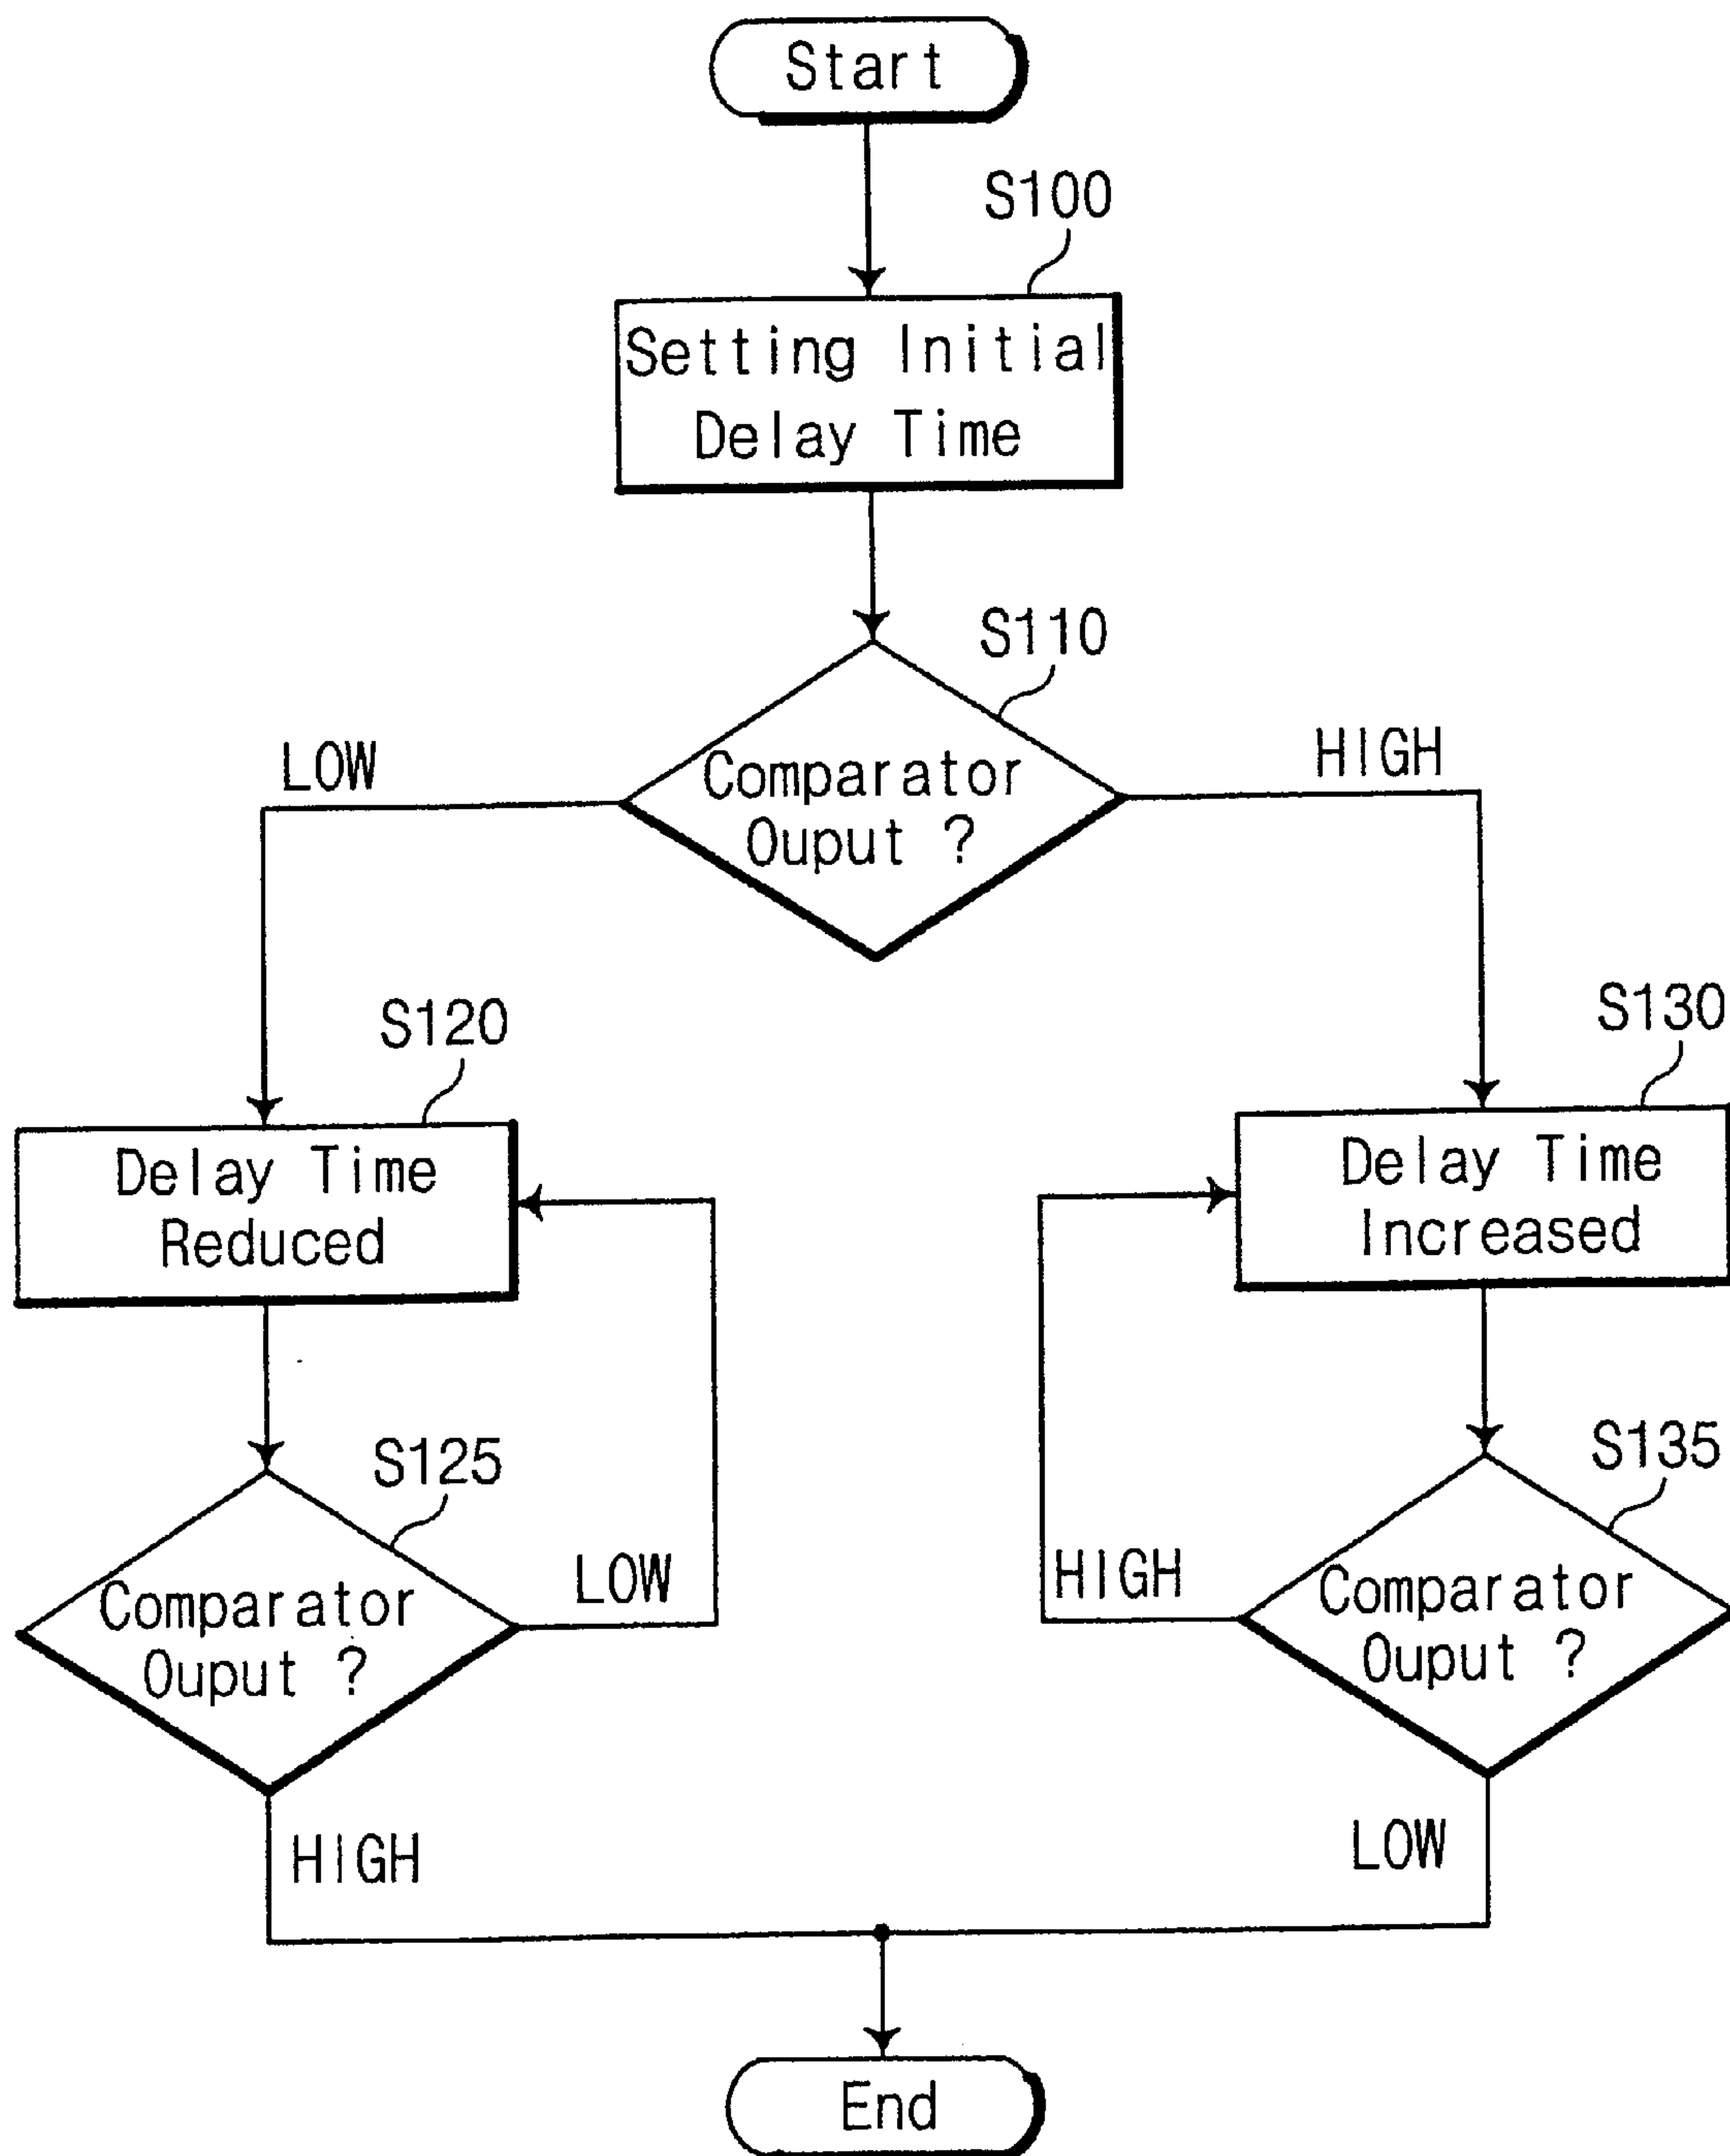 Start
S100
Setting Initial
Delay Time
S110
LOW
HIGH
Comparator
Ouput ?
S120
S130
Delay Time
Reduced
Delay Time
Increased
S125
S135
LOW
HIGH
Comparator
Ouput ?
Comparator
Ouput ?
HIGH
LOW
End